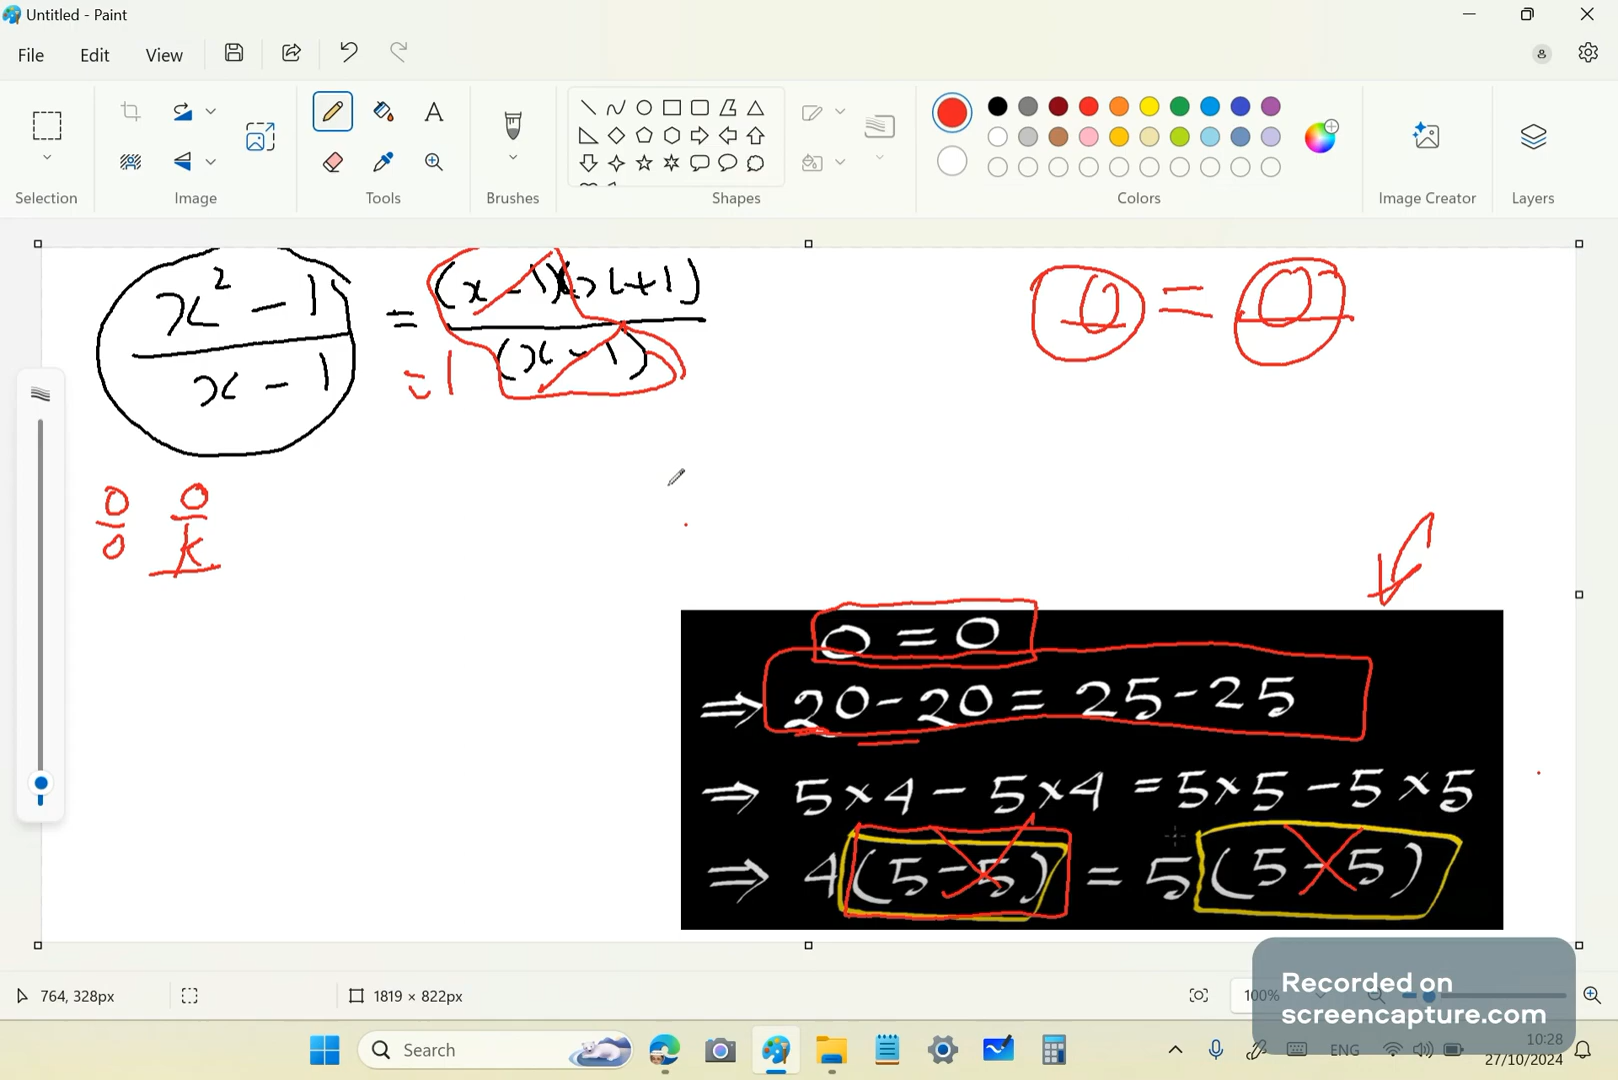 Untitled - Paint
File Edit View
Selection Image Tools Brushes Shapes Colors Image Creator Layers
x² - 1 / x - 1 = (x - 1)(x + 1) / (x - 1)
= 1
0 = 0
0/0 0/k
0 = 0
⇒ 20 - 20 = 25 - 25
⇒ 5 × 4 - 5 × 4 = 5 × 5 - 5 × 5
⇒ 4 (5 - 5) = 5 (5 - 5)
764, 328px 1819 × 822px 100%
Recorded on
screencapture.com
Search ENG 10:28
27/10/2024